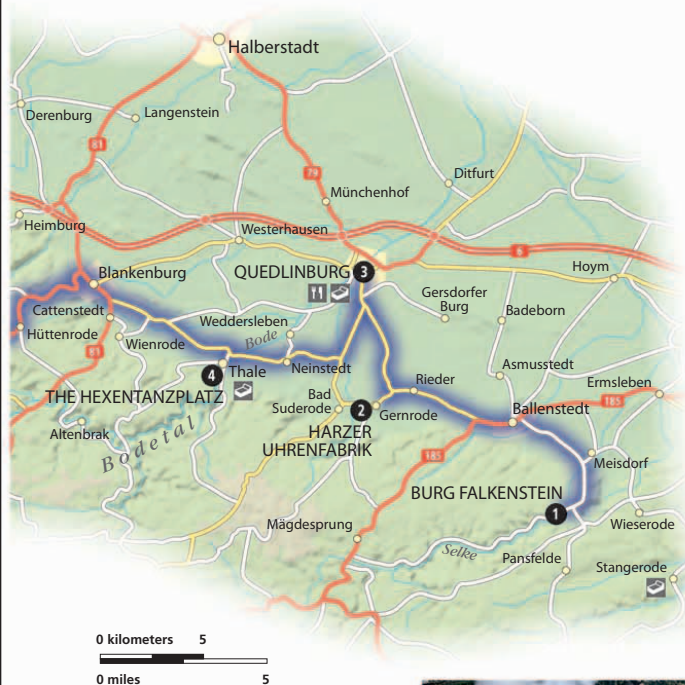 Halberstadt
Derenburg
Langenstein
81
79
Ditfurt
Münchenhof
Heimburg
Westerhausen
6
Blankenburg
QUEDLINBURG 3
Hoym
Cattenstedt
Weddersleben
Gersdorfer
Burg
Badeborn
Hüttenrode
Wienrode
Bode
81
4
Thale
Neinstedt
Asmusstedt
THE HEXENTANZPLATZ
Rieder
Ermsleben
185
Bad
Suderode
2
Gernrode
Ballenstedt
Altenbrak
Bodetal
HARZER
UHRENFABRIK
185
Meisdorf
BURG FALKENSTEIN
1
Mägdesprung
Wieserode
Selke
Pansfelde
Stangerode
0 kilometers 5
0 miles 5